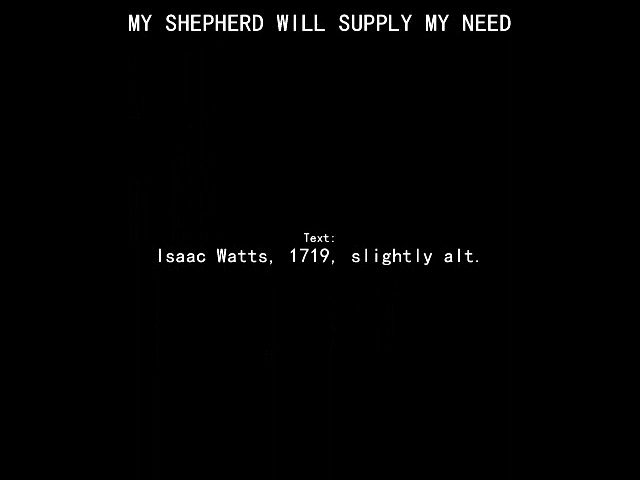 MY SHEPHERD WILL SUPPLY MY NEED
Text:
Isaac Watts, 1719, slightly alt.